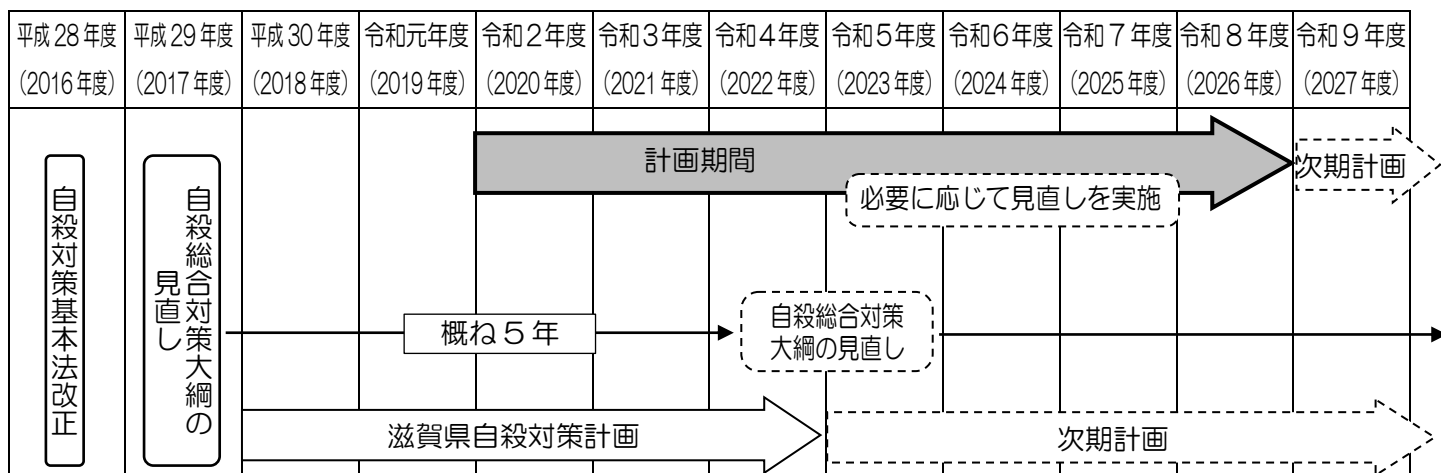 平成28年度 平成29年度 平成30年度 令和元年度 令和２年度 令和３年度 令和４年度 令和５年度 令和６年度 令和７年度 令和８年度 令和９年度
（2016年度） （2017年度） （2018年度） （2019年度） （2020年度） （2021年度） （2022年度） （2023年度） （2024年度） （2025年度） （2026年度） （2027年度）
自殺対策基本法改正
自殺総合対策大綱の
見直し
計画期間
必要に応じて見直しを実施
次期計画
概ね５年
自殺総合対策
大綱の見直し
滋賀県自殺対策計画
次期計画